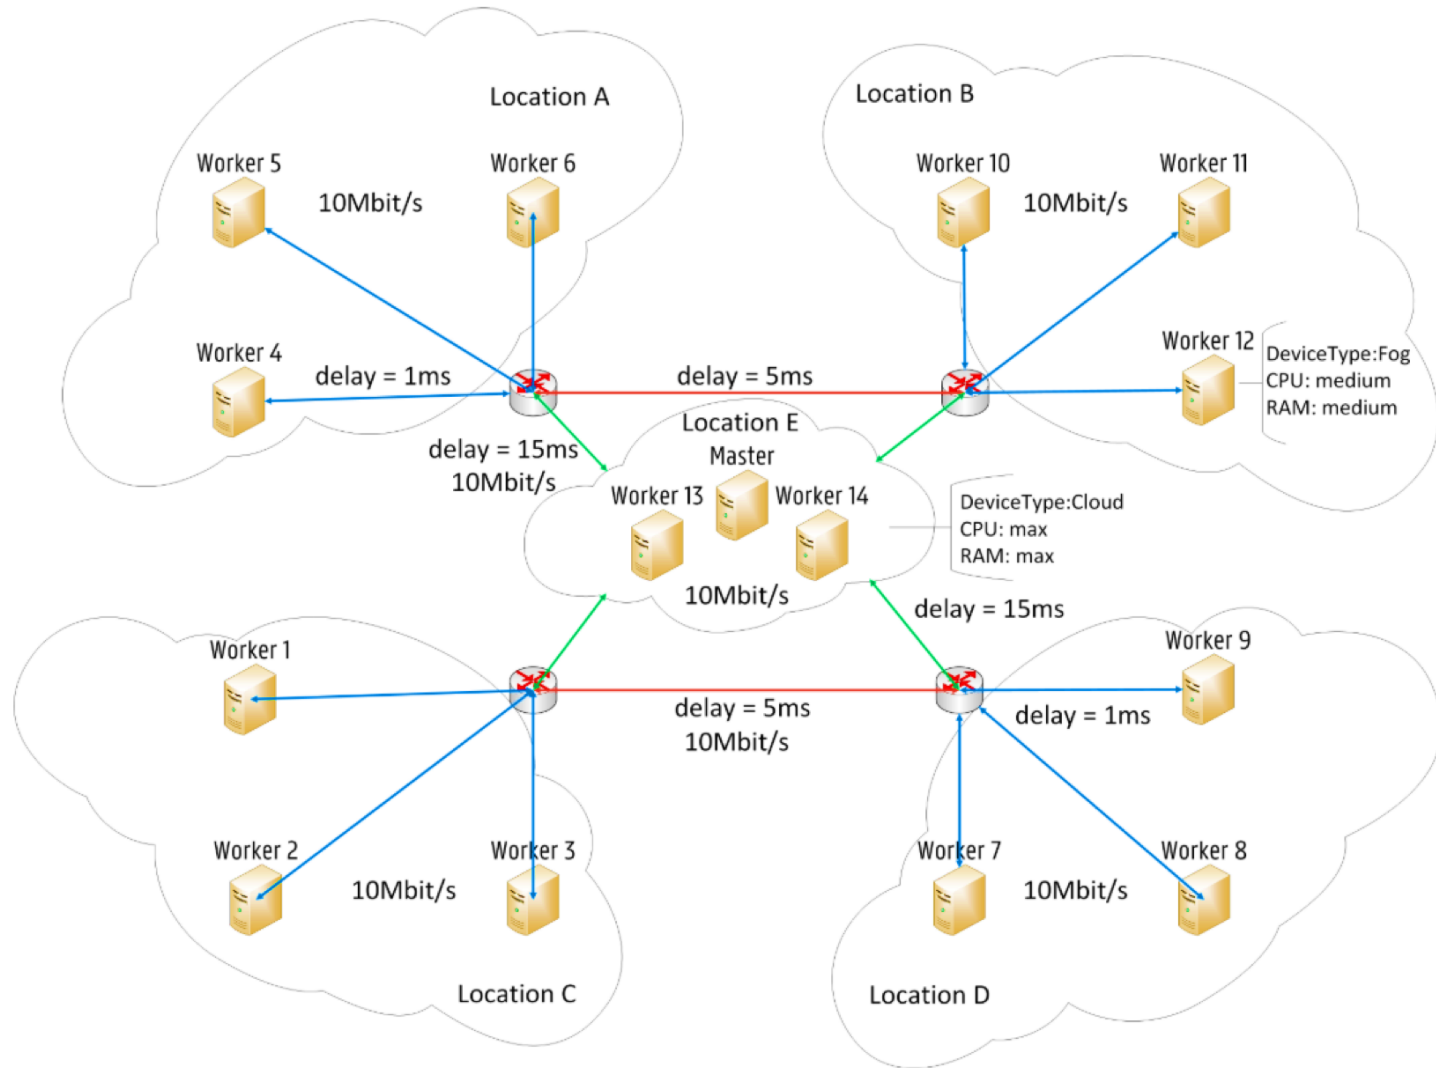 Location A
Location B
Worker 5
Worker 6
10Mbit/s
Worker 10
Worker 11
10Mbit/s
Worker 4
delay = 1ms
delay = 5ms
Worker 12
DeviceType:Fog
CPU: medium
RAM: medium
delay = 15ms
10Mbit/s
Location E
Master
Worker 13
Worker 14
10Mbit/s
DeviceType:Cloud
CPU: max
RAM: max
delay = 15ms
Worker 1
Worker 9
delay = 5ms
10Mbit/s
delay = 1ms
Worker 2
Worker 3
10Mbit/s
Worker 7
Worker 8
10Mbit/s
Location C
Location D